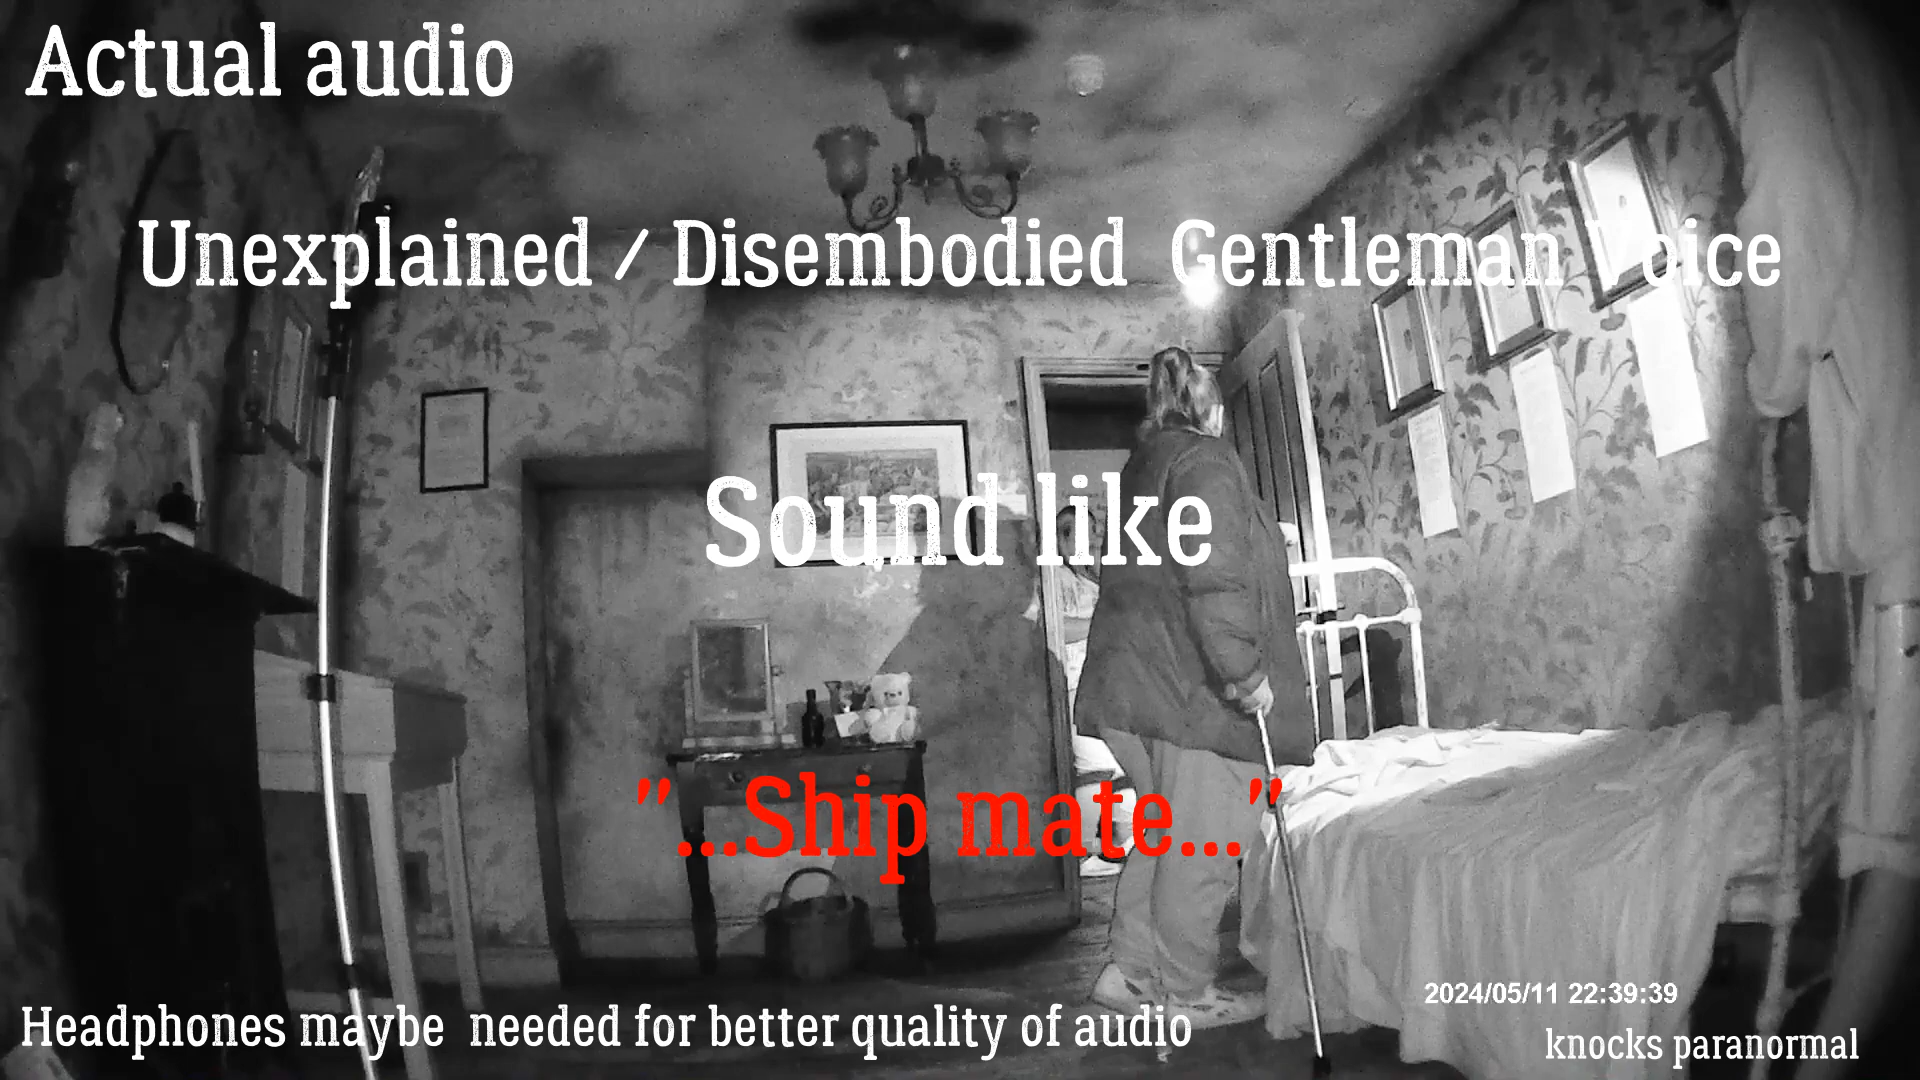 Actual audio
Unexplained / Disembodied Gentleman Voice
Sound like
"...Ship mate..."
2024/05/11 22:39:39
Headphones maybe needed for better quality of audio
knocks paranormal